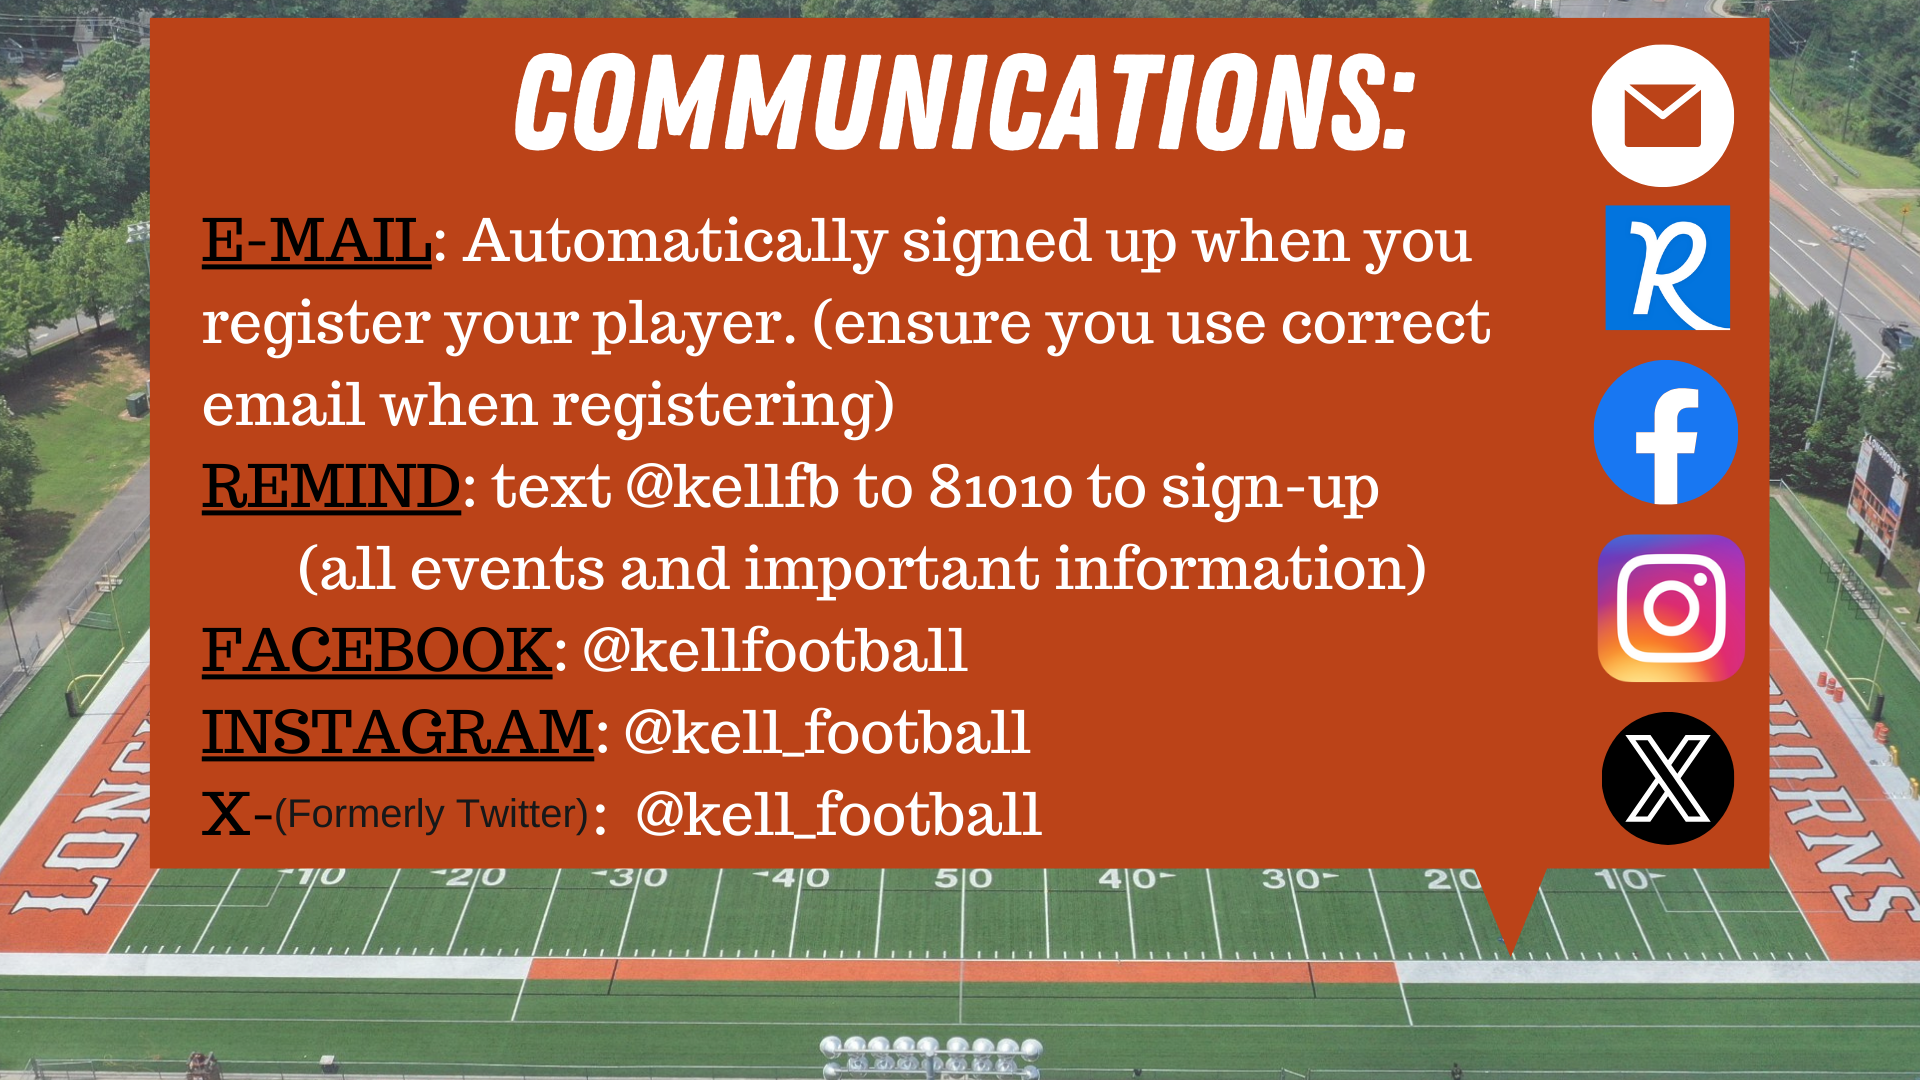 COMMUNICATIONS:
E-MAIL: Automatically signed up when you
register your player. (ensure you use correct
email when registering)
REMIND: text @kellfb to 81010 to sign-up
(all events and important information)
FACEBOOK: @kellfootball
INSTAGRAM: @kell_football
X-(Formerly Twitter): @kell_football
10 20 30 40 50 40 30 20 10